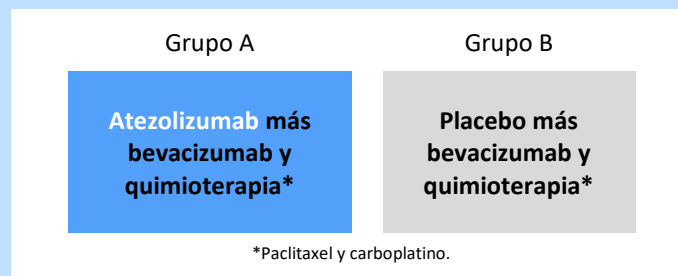 Grupo A
Grupo B
Atezolizumab más
bevacizumab y
quimioterapia*
Placebo más
bevacizumab y
quimioterapia*
*Paclitaxel y carboplatino.